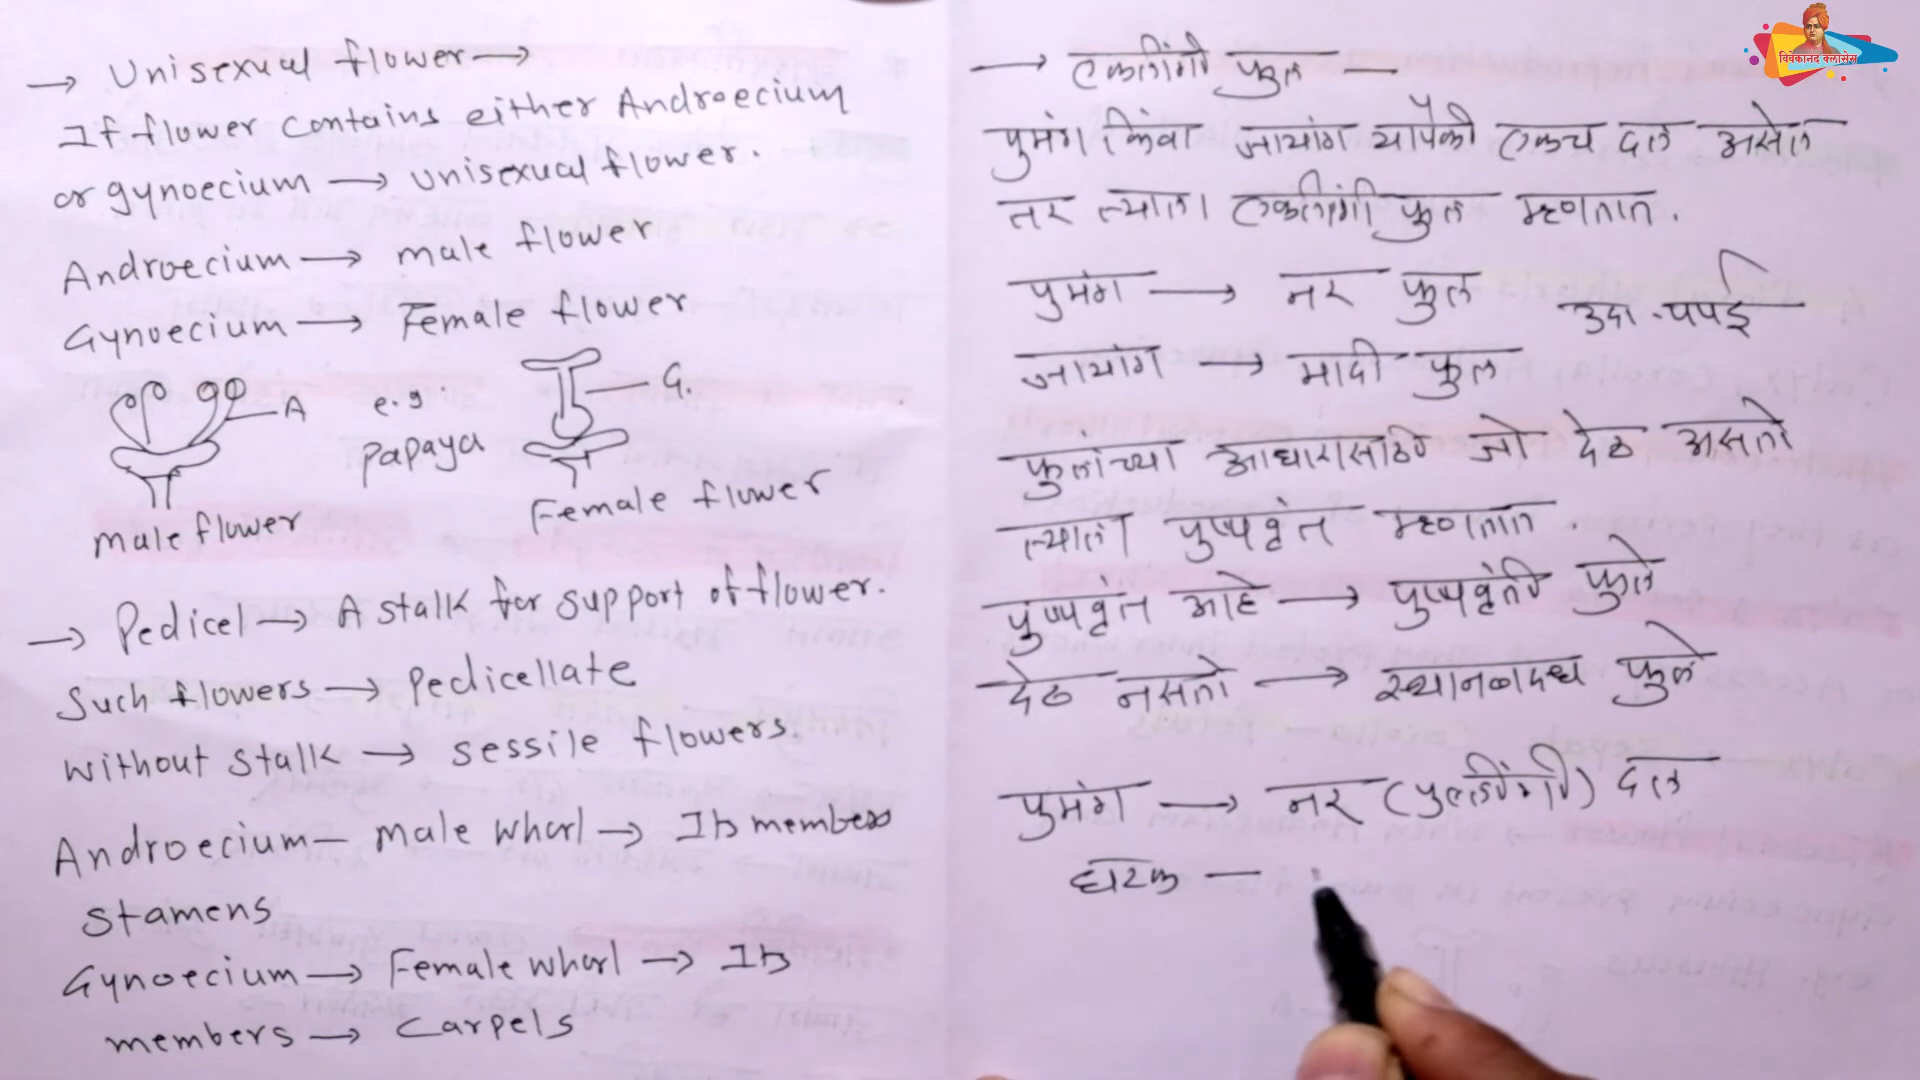 → Unisexual flower →
If flower contains either Androecium
or gynoecium → unisexual flower.
Androecium → male flower
Gynoecium → Female flower
A
e.g
papaya
G.
Male flower
Female flower
→ Pedicel → A stalk for support of flower.
Such flowers → Pedicellate
without stalk → sessile flowers.
Androecium – male whorl → Its members
stamens
Gynoecium → Female whorl → Its
members → Carpels
→ एकलिंगी फुल —
पुमंग किंवा जायांग यांपैकी एकच दल असेल
तर त्याला एकलिंगी फुल म्हणतात.
पुमंग → नर फुल
उदा - पपई
जायांग → मादी फुल
फुलांच्या आधारासाठी जो देठ असतो
त्याला पुष्पवृंत म्हणतात.
पुष्पवृंत आहे → पुष्पवृंती फुले
देठ नसतो → स्थानबध्द फुले
पुमंग → नर (पुल्लींगी) दल
घटक —
विवेकानंद क्लासेस